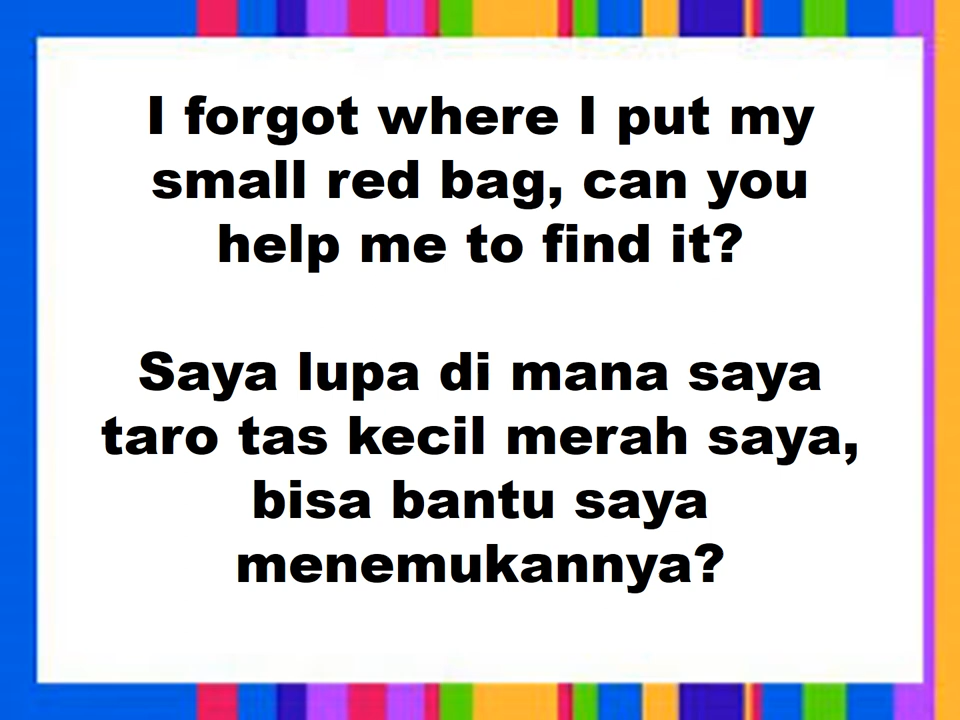 I forgot where I put my
small red bag, can you
help me to find it?
Saya lupa di mana saya
taro tas kecil merah saya,
bisa bantu saya
menemukannya?